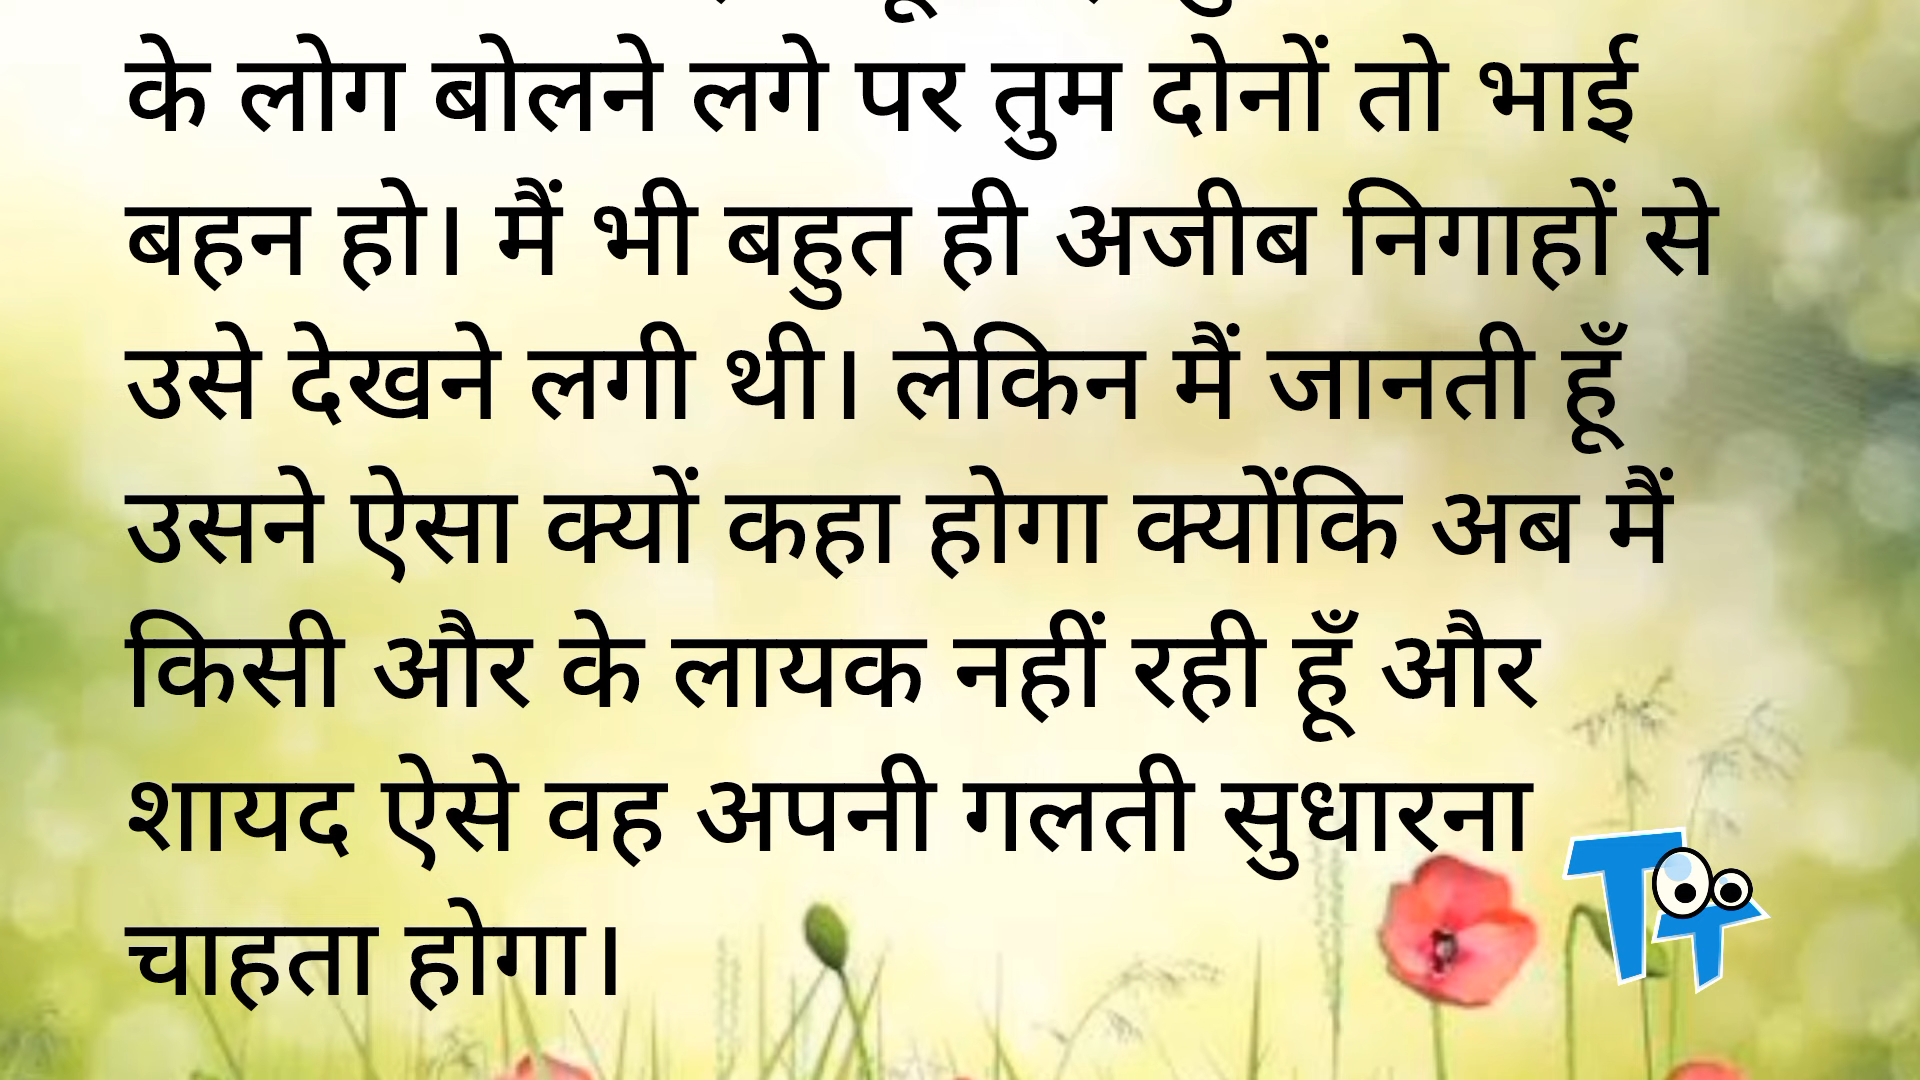 के लोग बोलने लगे पर तुम दोनों तो भाई
बहन हो। मैं भी बहुत ही अजीब निगाहों से
उसे देखने लगी थी। लेकिन मैं जानती हूँ
उसने ऐसा क्यों कहा होगा क्योंकि अब मैं
किसी और के लायक नहीं रही हूँ और
शायद ऐसे वह अपनी गलती सुधारना
चाहता होगा।
TT